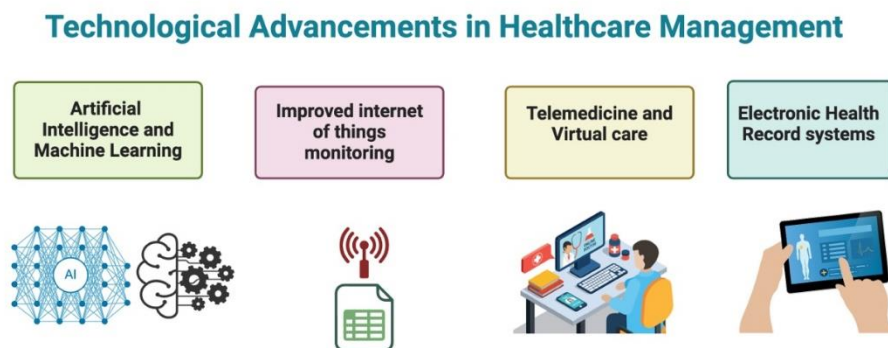 Technological Advancements in Healthcare Management
Artificial
Intelligence and
Machine Learning
Improved internet
of things
monitoring
Telemedicine and
Virtual care
Electronic Health
Record systems
AI